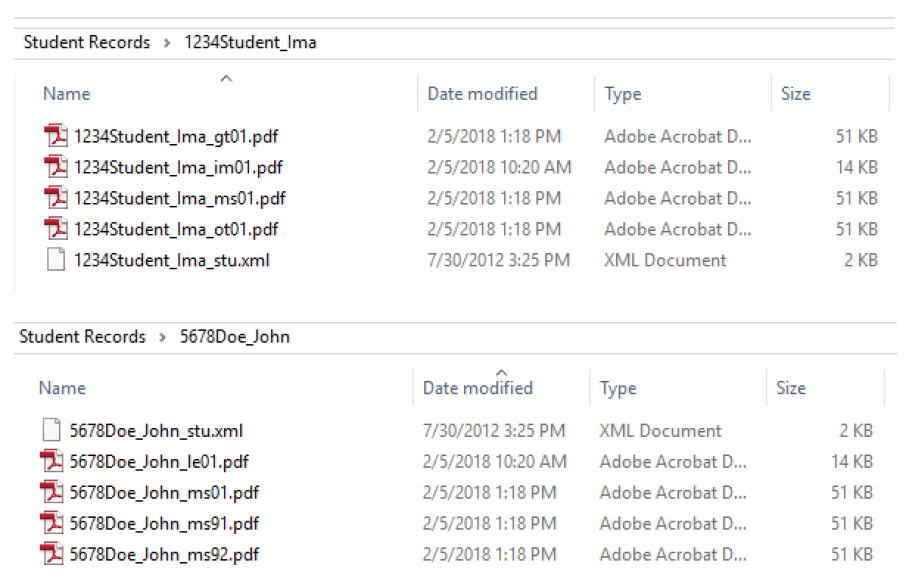 Student Records > 1234Student_Ima
Name Date modified Type Size
1234Student_Ima_gt01.pdf 2/5/2018 1:18 PM Adobe Acrobat D... 51 KB
1234Student_Ima_im01.pdf 2/5/2018 10:20 AM Adobe Acrobat D... 14 KB
1234Student_Ima_ms01.pdf 2/5/2018 1:18 PM Adobe Acrobat D... 51 KB
1234Student_Ima_ot01.pdf 2/5/2018 1:18 PM Adobe Acrobat D... 51 KB
1234Student_Ima_stu.xml 7/30/2012 3:25 PM XML Document 2 KB
Student Records > 5678Doe_John
Name Date modified Type Size
5678Doe_John_stu.xml 7/30/2012 3:25 PM XML Document 2 KB
5678Doe_John_le01.pdf 2/5/2018 10:20 AM Adobe Acrobat D... 14 KB
5678Doe_John_ms01.pdf 2/5/2018 1:18 PM Adobe Acrobat D... 51 KB
5678Doe_John_ms91.pdf 2/5/2018 1:18 PM Adobe Acrobat D... 51 KB
5678Doe_John_ms92.pdf 2/5/2018 1:18 PM Adobe Acrobat D... 51 KB